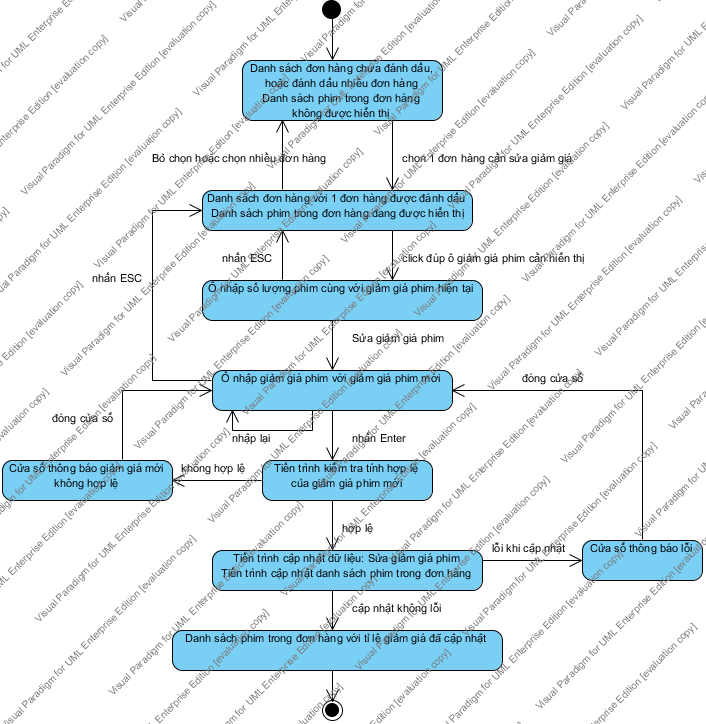 Danh sách đơn hàng chưa đánh dấu,
hoặc đánh dấu nhiều đơn hàng
Danh sách phim trong đơn hàng
không được hiển thị
Bỏ chọn hoặc chọn nhiều đơn hàng
chọn 1 đơn hàng cần sửa giảm giá
Danh sách đơn hàng với 1 đơn hàng được đánh dấu
Danh sách phim trong đơn hàng đang được hiển thị
nhấn ESC
click đúp ô giảm giá phim cần hiển thị
nhấn ESC
Ô nhập số lượng phim cùng với giảm giá phim hiện tại
Sửa giảm giá phim
Ô nhập giảm giá phim với giảm giá phim mới
đóng cửa sổ
đóng cửa sổ
nhập lại
nhấn Enter
Cửa sổ thông báo giảm giá mới
không hợp lệ
không hợp lệ
Tiến trình kiểm tra tính hợp lệ
của giảm giá phim mới
hợp lệ
Tiến trình cập nhật dữ liệu: Sửa giảm giá phim
Tiến trình cập nhật danh sách phim trong đơn hàng
lỗi khi cập nhật
Cửa sổ thông báo lỗi
cập nhật không lỗi
Danh sách phim trong đơn hàng với tỉ lệ giảm giá đã cập nhật
Visual Paradigm for UML Enterprise Edition [evaluation copy]